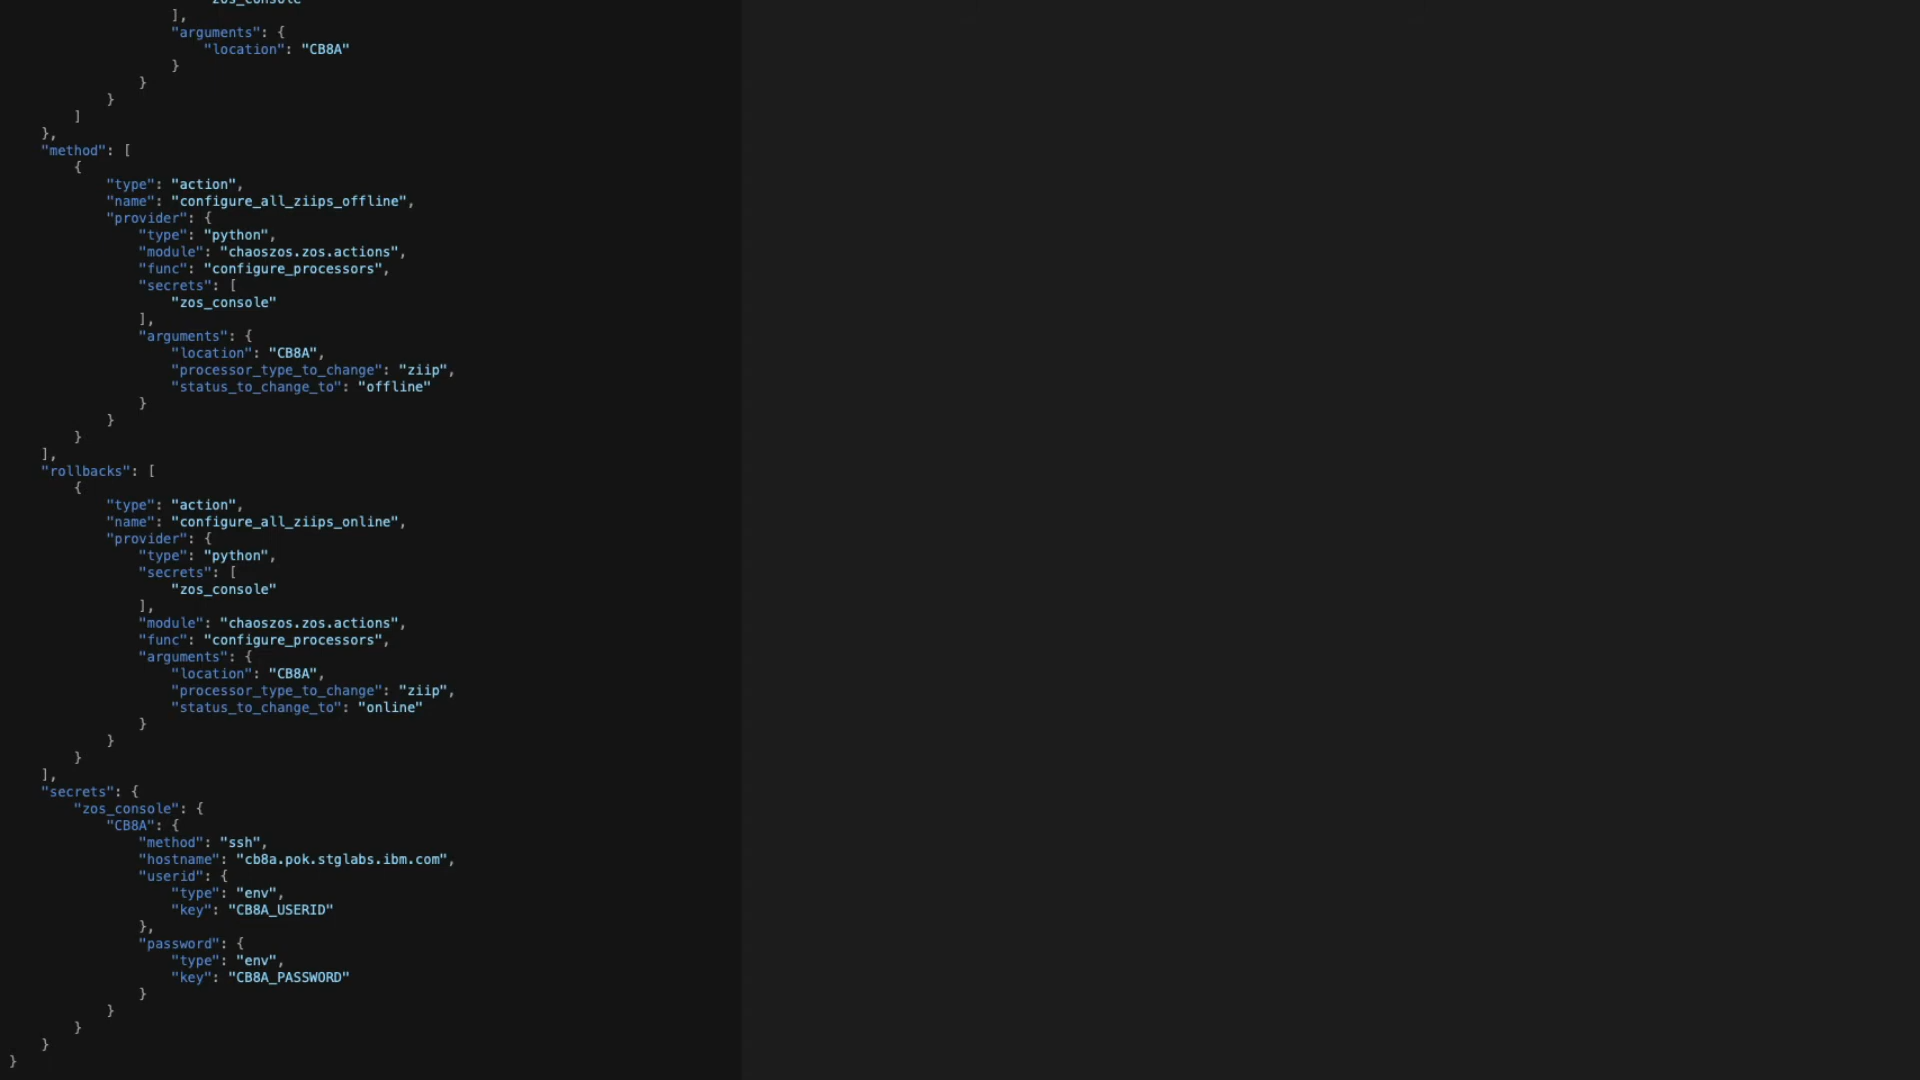 "zos_console"
],
"arguments": {
"location": "CB8A"
}
}
}
]
},
"method": [
{
"type": "action",
"name": "configure_all_ziips_offline",
"provider": {
"type": "python",
"module": "chaoszos.zos.actions",
"func": "configure_processors",
"secrets": [
"zos_console"
],
"arguments": {
"location": "CB8A",
"processor_type_to_change": "ziip",
"status_to_change_to": "offline"
}
}
}
],
"rollbacks": [
{
"type": "action",
"name": "configure_all_ziips_online",
"provider": {
"type": "python",
"secrets": [
"zos_console"
],
"module": "chaoszos.zos.actions",
"func": "configure_processors",
"arguments": {
"location": "CB8A",
"processor_type_to_change": "ziip",
"status_to_change_to": "online"
}
}
}
],
"secrets": {
"zos_console": {
"CB8A": {
"method": "ssh",
"hostname": "cb8a.pok.stglabs.ibm.com",
"userid": {
"type": "env",
"key": "CB8A_USERID"
},
"password": {
"type": "env",
"key": "CB8A_PASSWORD"
}
}
}
}
}